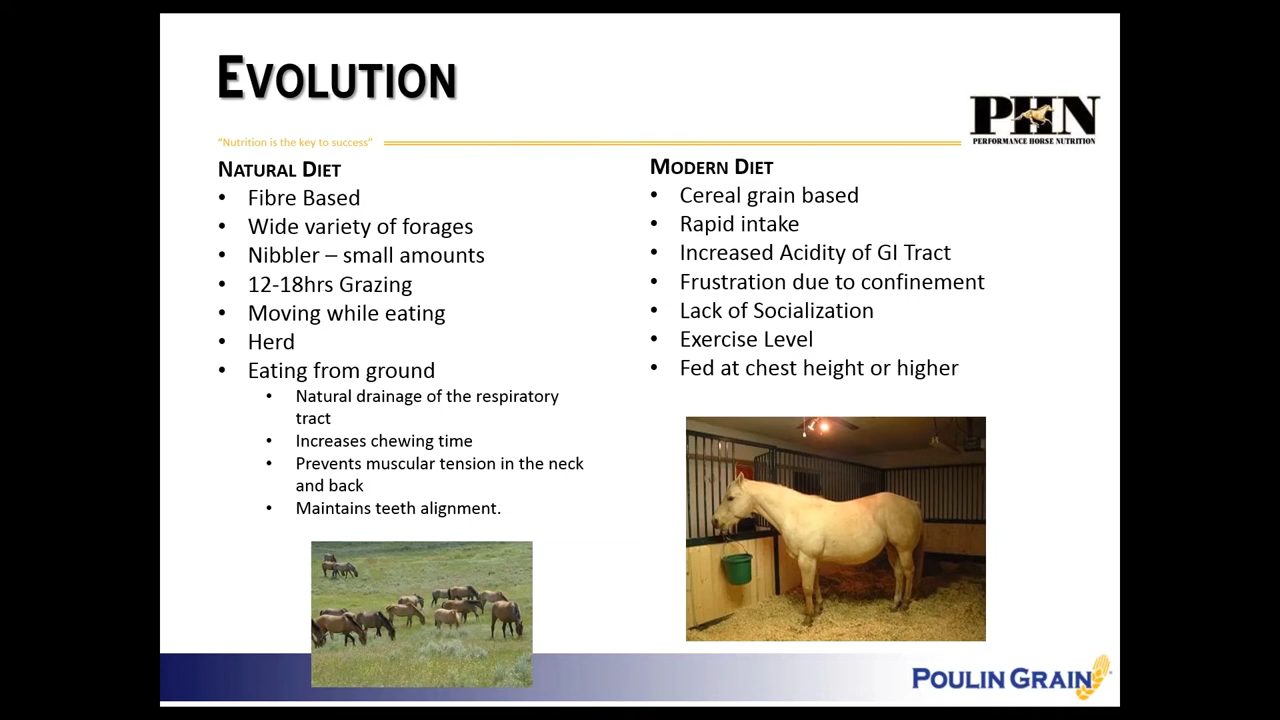 EVOLUTION
"Nutrition is the key to success"
PHN
PERFORMANCE HORSE NUTRITION
NATURAL DIET
• Fibre Based
• Wide variety of forages
• Nibbler – small amounts
• 12-18hrs Grazing
• Moving while eating
• Herd
• Eating from ground
• Natural drainage of the respiratory
tract
• Increases chewing time
• Prevents muscular tension in the neck
and back
• Maintains teeth alignment.
MODERN DIET
• Cereal grain based
• Rapid intake
• Increased Acidity of GI Tract
• Frustration due to confinement
• Lack of Socialization
• Exercise Level
• Fed at chest height or higher
POULIN GRAIN